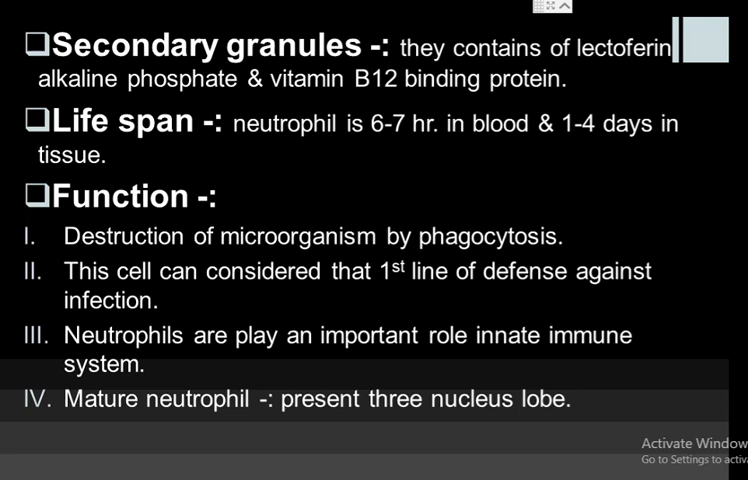 Secondary granules -: they contains of lectoferin
alkaline phosphate & vitamin B12 binding protein.
Life span -: neutrophil is 6-7 hr. in blood & 1-4 days in
tissue.
Function -:
I. Destruction of microorganism by phagocytosis.
II. This cell can considered that 1st line of defense against
infection.
III. Neutrophils are play an important role innate immune
system.
IV. Mature neutrophil -: present three nucleus lobe.
Activate Window
Go to Settings to activa